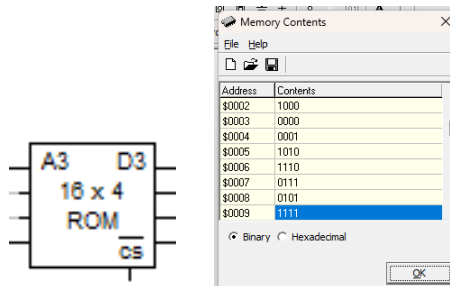 A3 D3
16 x 4
ROM
CS
Memory Contents
File Help
Address Contents
$0002 1000
$0003 0000
$0004 0001
$0005 1010
$0006 1110
$0007 0111
$0008 0101
$0009 1111
Binary Hexadecimal
OK